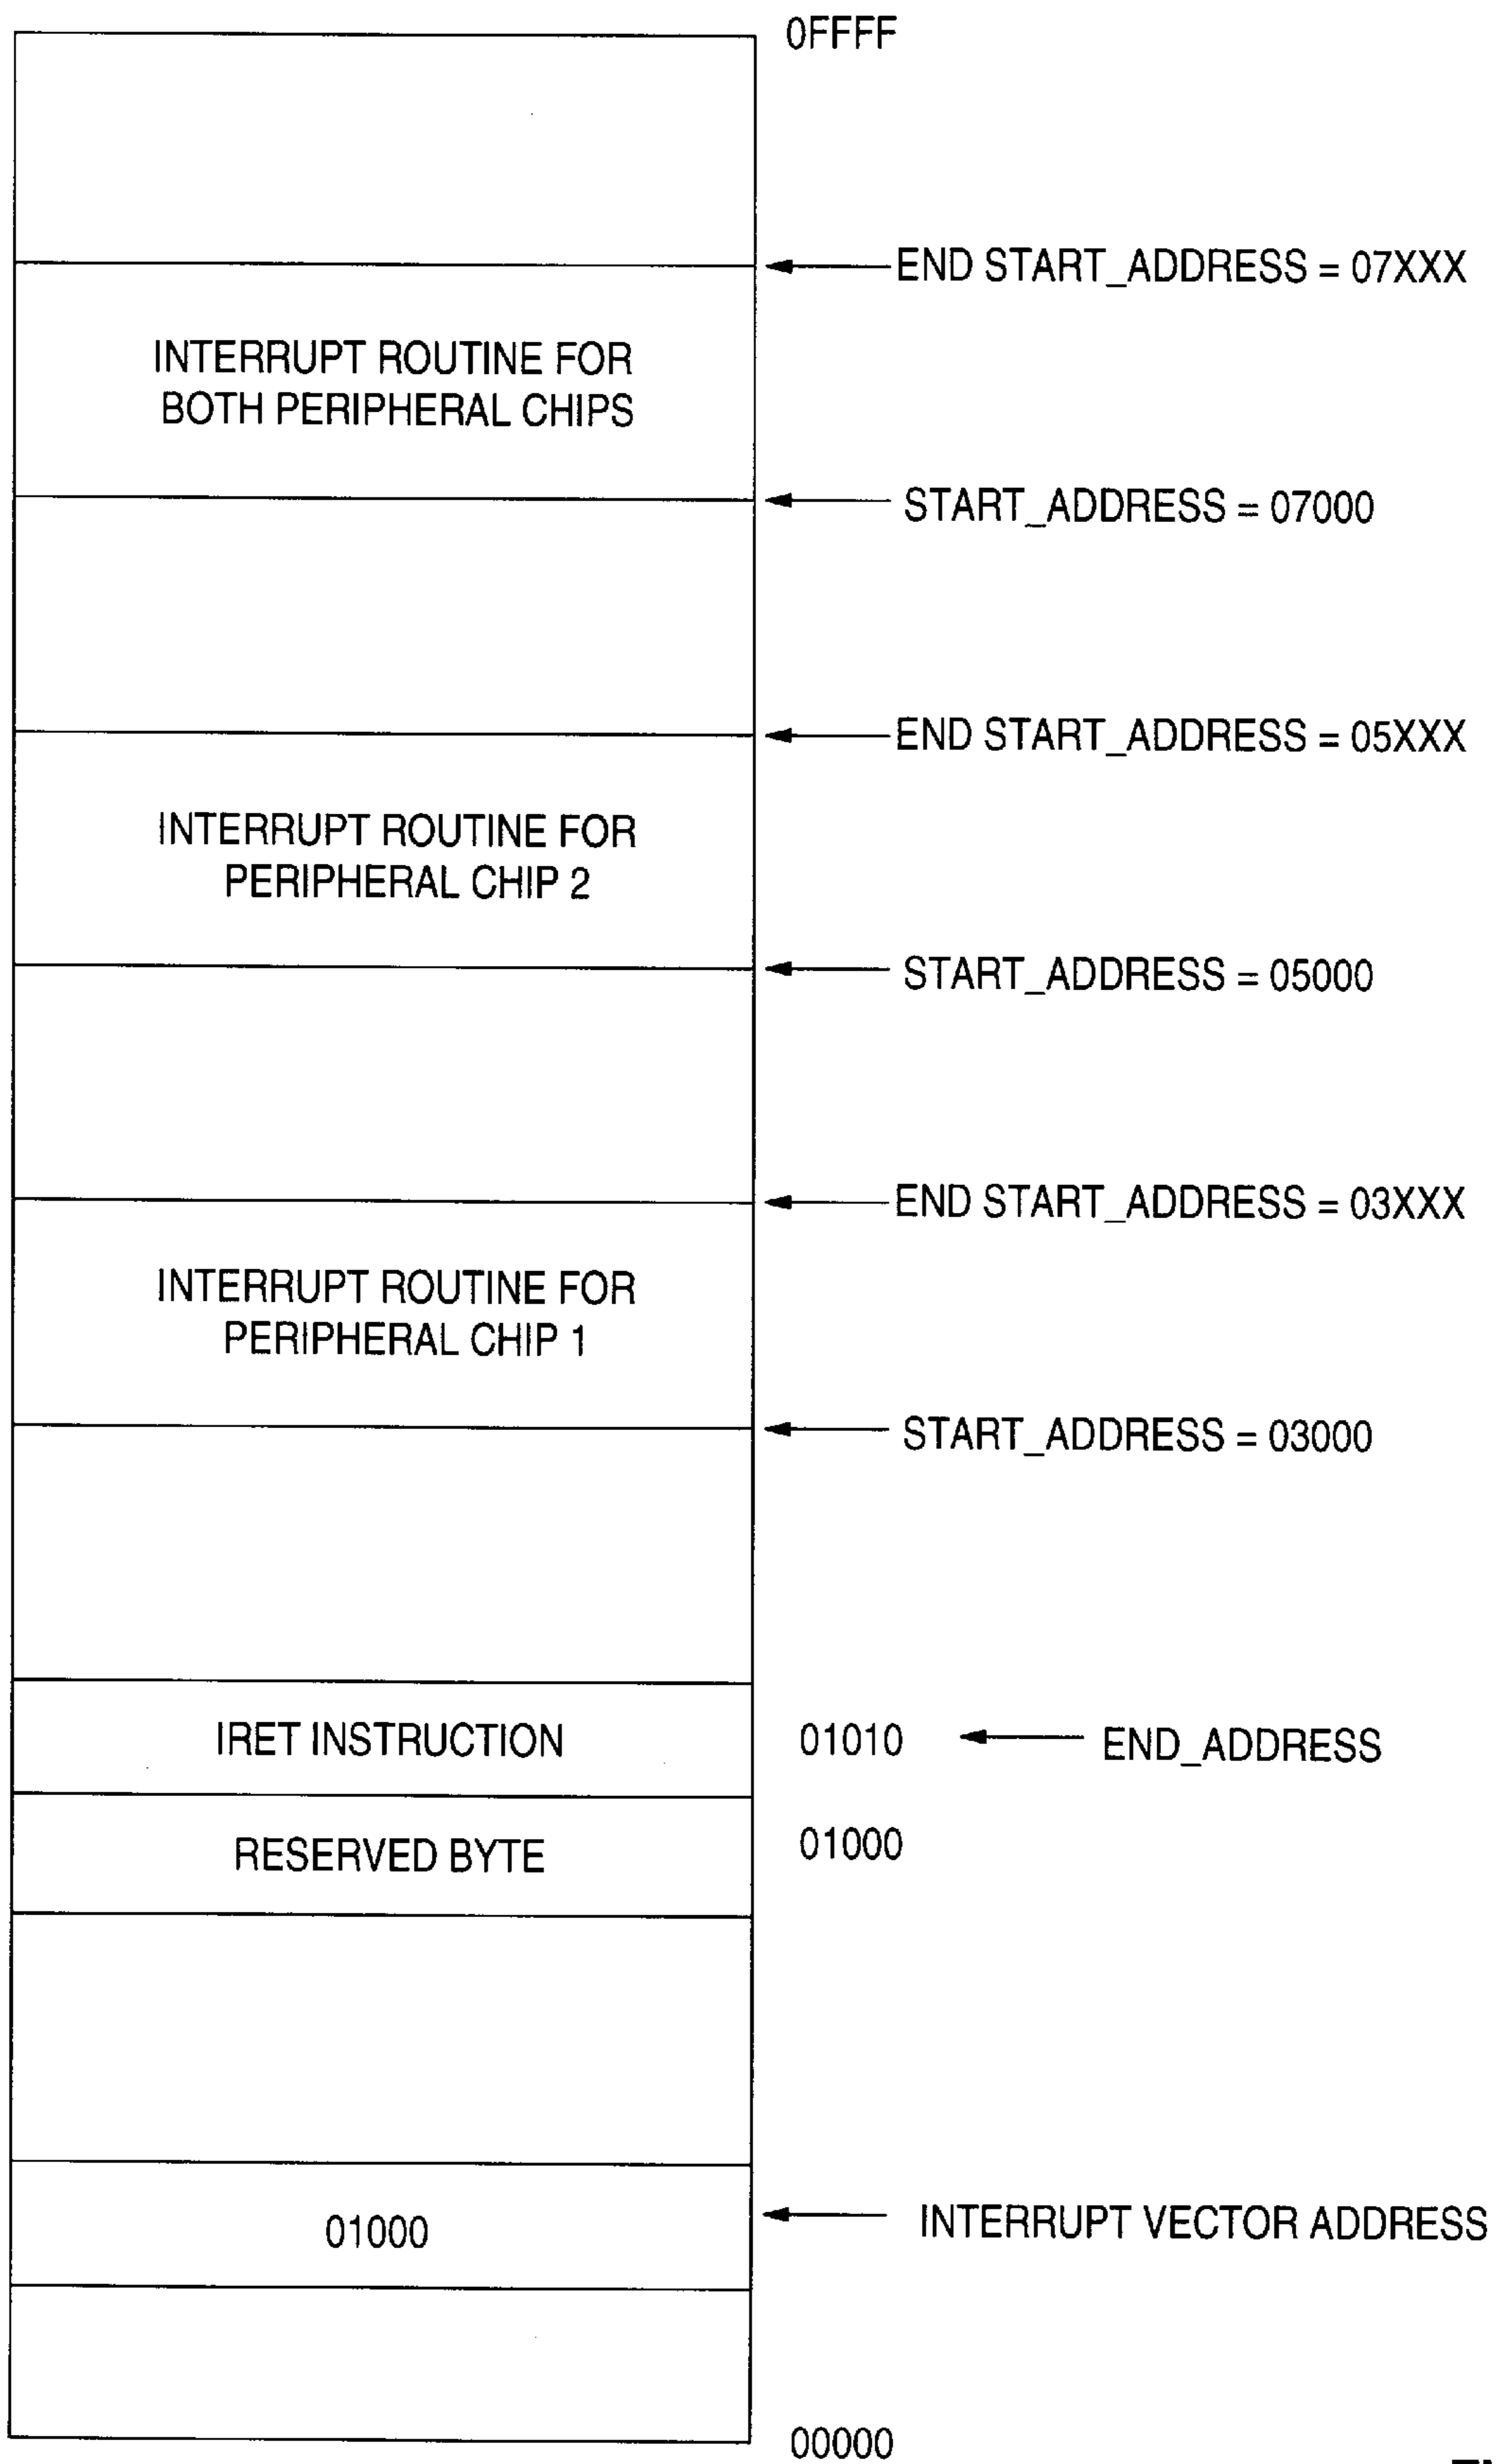 0FFFF
END START_ADDRESS = 07XXX
INTERRUPT ROUTINE FOR
BOTH PERIPHERAL CHIPS
START_ADDRESS = 07000
END START_ADDRESS = 05XXX
INTERRUPT ROUTINE FOR
PERIPHERAL CHIP 2
START_ADDRESS = 05000
END START_ADDRESS = 03XXX
INTERRUPT ROUTINE FOR
PERIPHERAL CHIP 1
START_ADDRESS = 03000
IRET INSTRUCTION 01010 END_ADDRESS
RESERVED BYTE 01000
01000 INTERRUPT VECTOR ADDRESS
00000